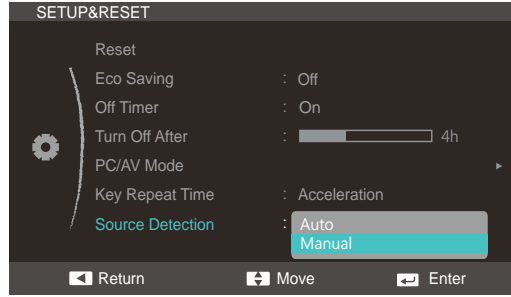 SETUP&RESET
Reset
Eco Saving : Off
Off Timer : On
Turn Off After : 4h
PC/AV Mode
Key Repeat Time : Acceleration
Source Detection : Auto
Manual
Return Move Enter